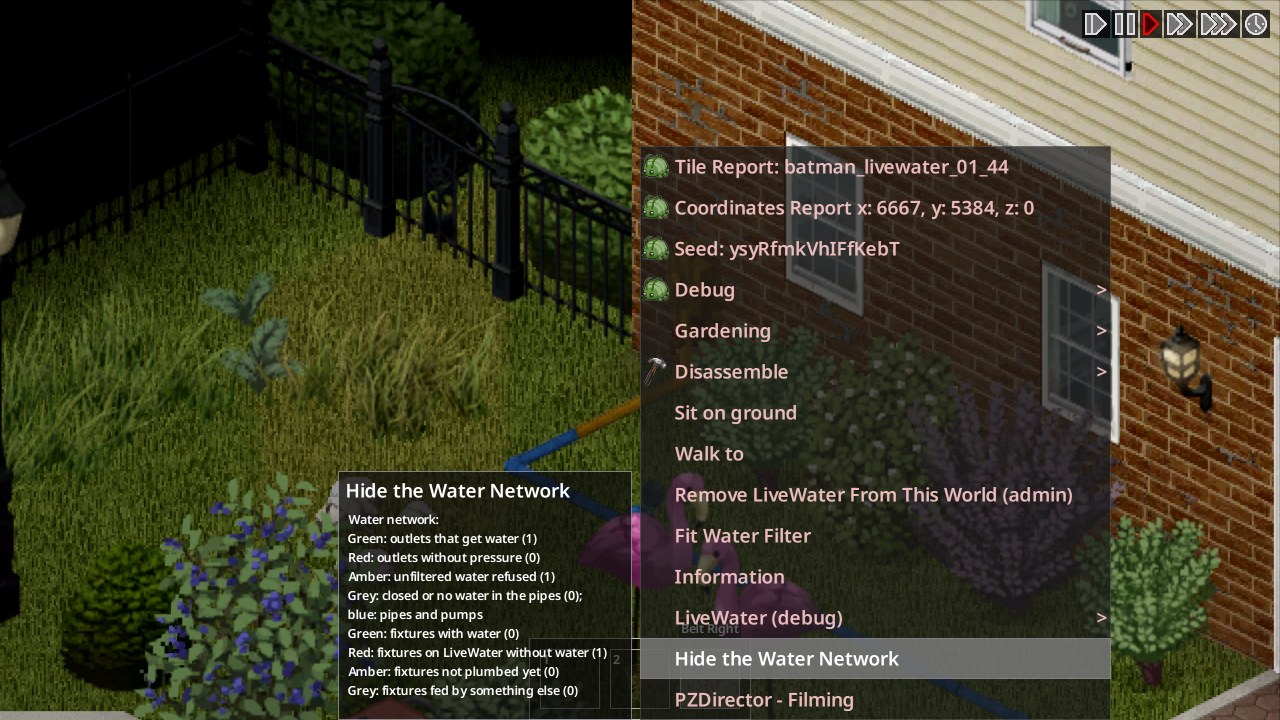 Tile Report: batman_livewater_01_44
Coordinates Report x: 6667, y: 5384, z: 0
Seed: ysyRfmkVhIFfKebT
Debug >
Gardening >
Disassemble >
Sit on ground
Walk to
Remove LiveWater From This World (admin)
Fit Water Filter
Information
LiveWater (debug) >
Belt Right
Hide the Water Network
PZDirector - Filming
Hide the Water Network
Water network:
Green: outlets that get water (1)
Red: outlets without pressure (0)
Amber: unfiltered water refused (1)
Grey: closed or no water in the pipes (0);
blue: pipes and pumps
Green: fixtures with water (0)
Red: fixtures on LiveWater without water (1)
Amber: fixtures not plumbed yet (0)
Grey: fixtures fed by something else (0)
2